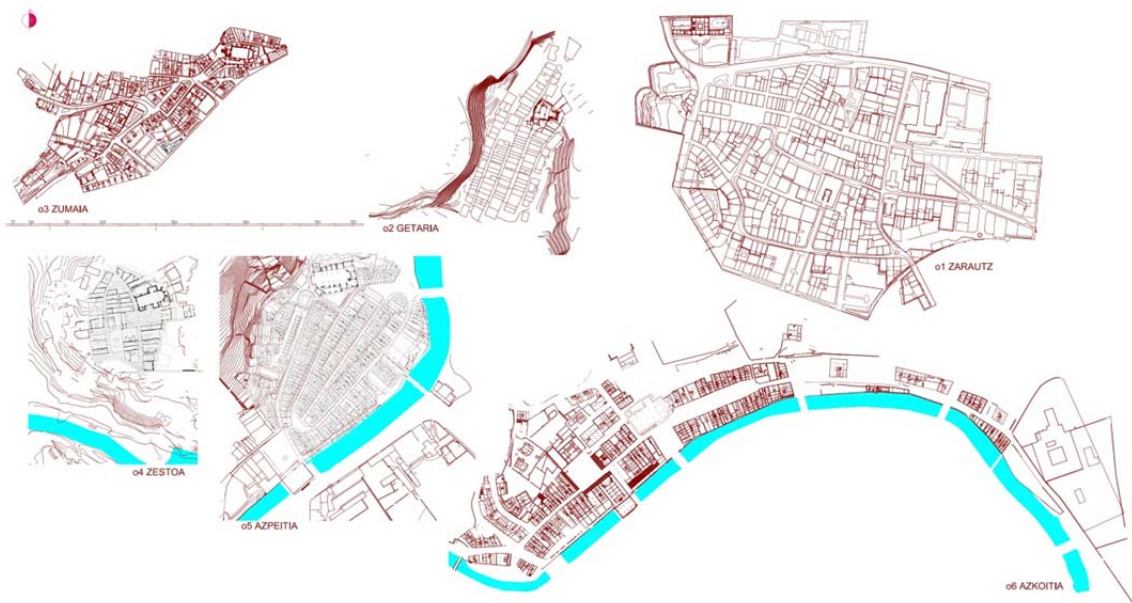 o3 ZUMAIA
o2 GETARIA
o1 ZARAUTZ
o4 ZESTOA
o5 AZPEITIA
o6 AZKOITIA